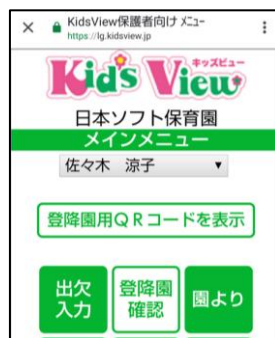 KidsView保護者向け メニュー
https://lg.kidsview.jp
Kid's View
キッズビュー
日本ソフト保育園
メインメニュー
佐々木 涼子
登降園用QRコードを表示
出欠
入力
登降園
確認
園より